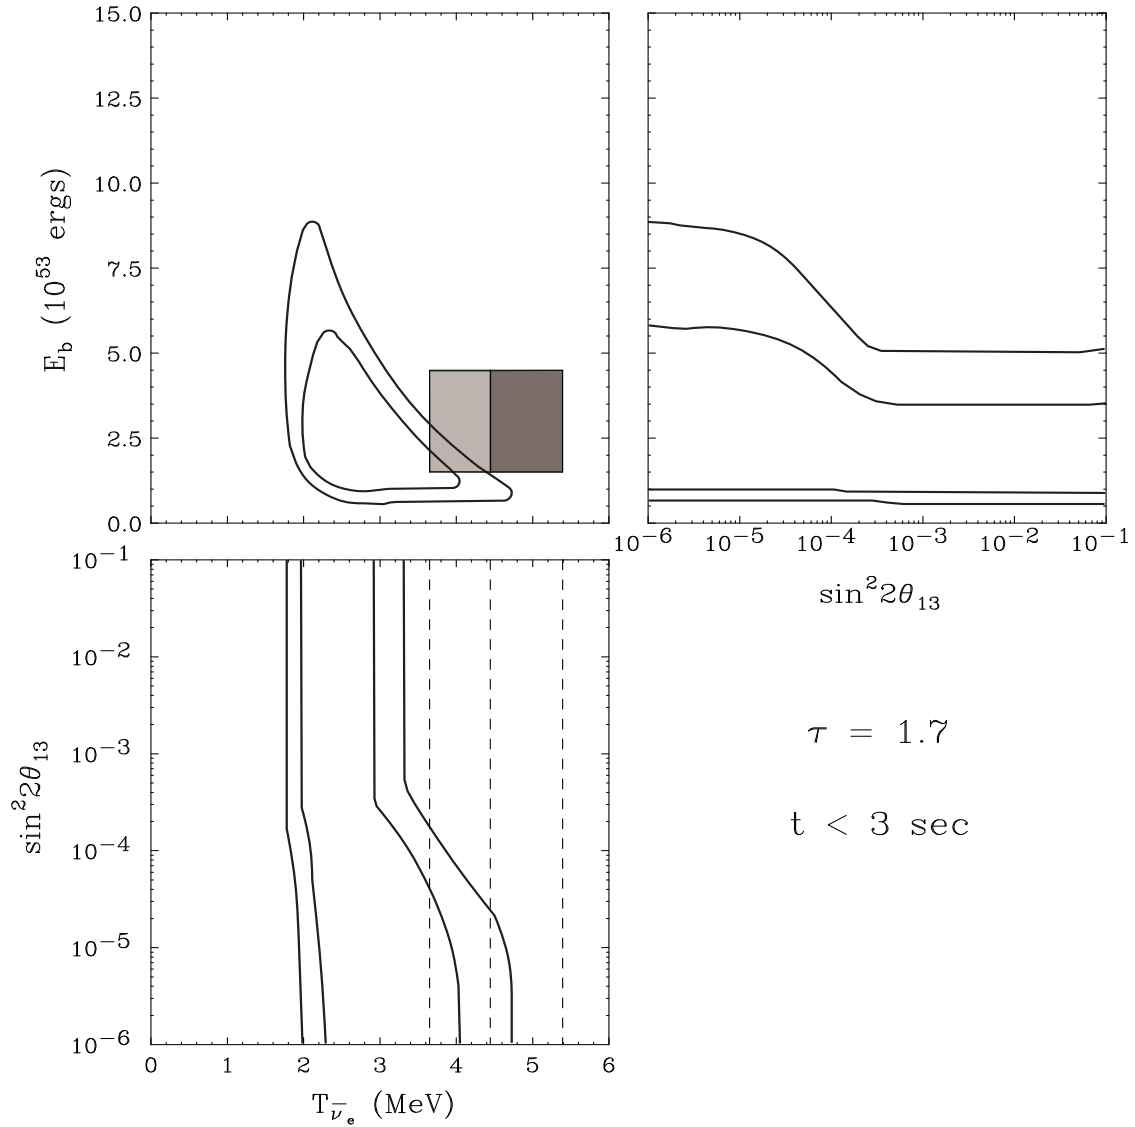 15.0
12.5
10.0
7.5
5.0
2.5
0.0
E_b (10^53 ergs)
10^-6 10^-5 10^-4 10^-3 10^-2 10^-1
sin^2 2θ_13
10^-1
10^-2
10^-3
10^-4
10^-5
10^-6
sin^2 2θ_13
0 1 2 3 4 5 6
T_ν̅_e (MeV)
τ = 1.7
t < 3 sec